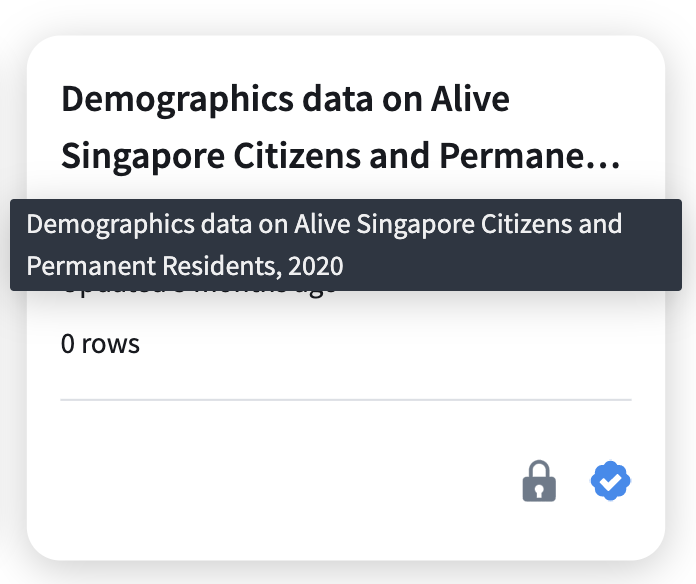 Demographics data on Alive
Singapore Citizens and Permane...
Demographics data on Alive Singapore Citizens and
Permanent Residents, 2020
0 rows